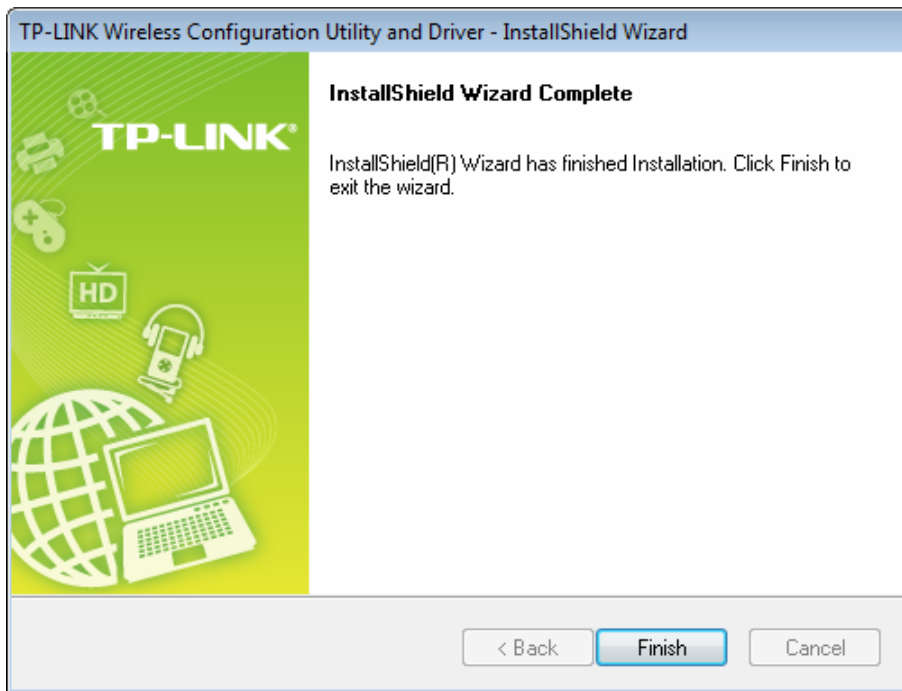 TP-LINK Wireless Configuration Utility and Driver - InstallShield Wizard
TP-LINK®
InstallShield Wizard Complete
InstallShield(R) Wizard has finished Installation. Click Finish to
exit the wizard.
HD
< Back
Finish
Cancel